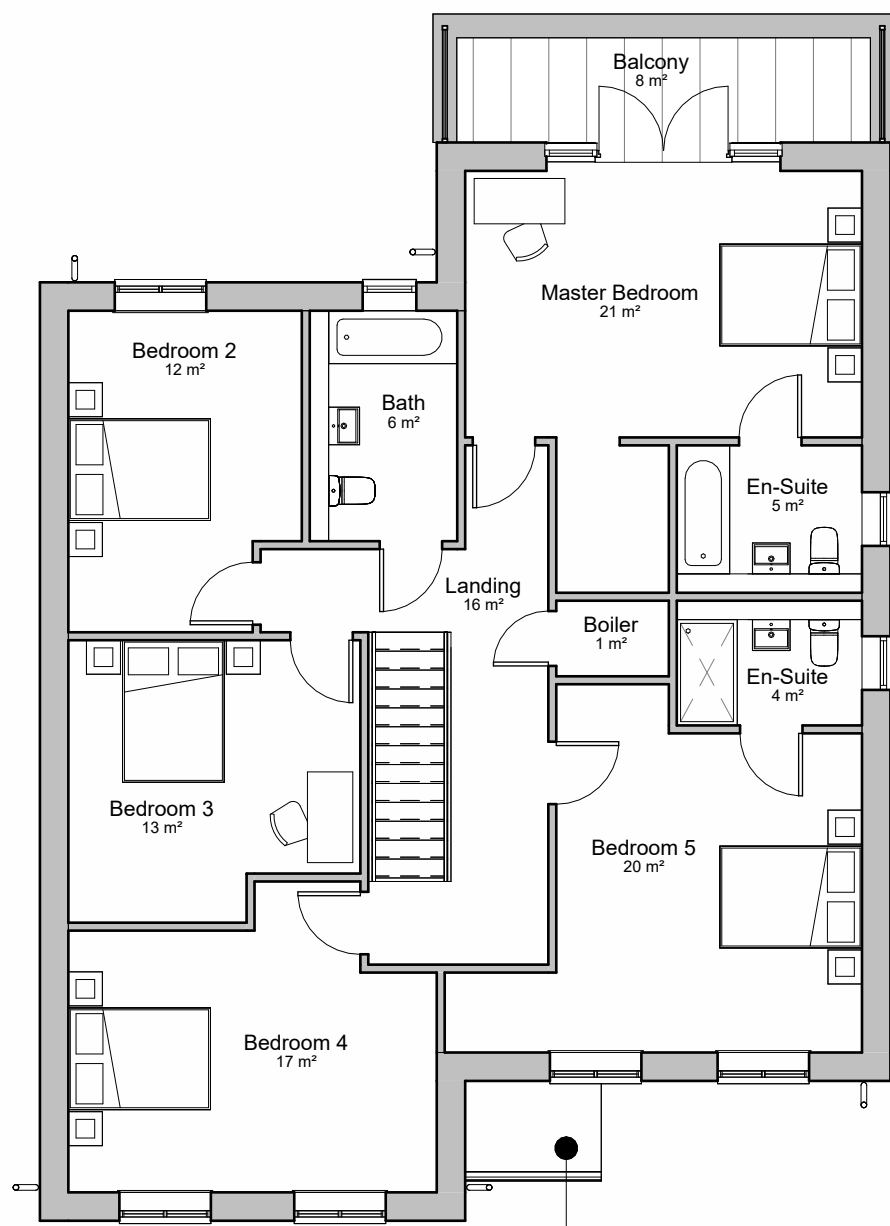 Balcony
8 m²
Master Bedroom
21 m²
Bedroom 2
12 m²
Bath
6 m²
En-Suite
5 m²
Landing
16 m²
Boiler
1 m²
En-Suite
4 m²
Bedroom 3
13 m²
Bedroom 5
20 m²
Bedroom 4
17 m²